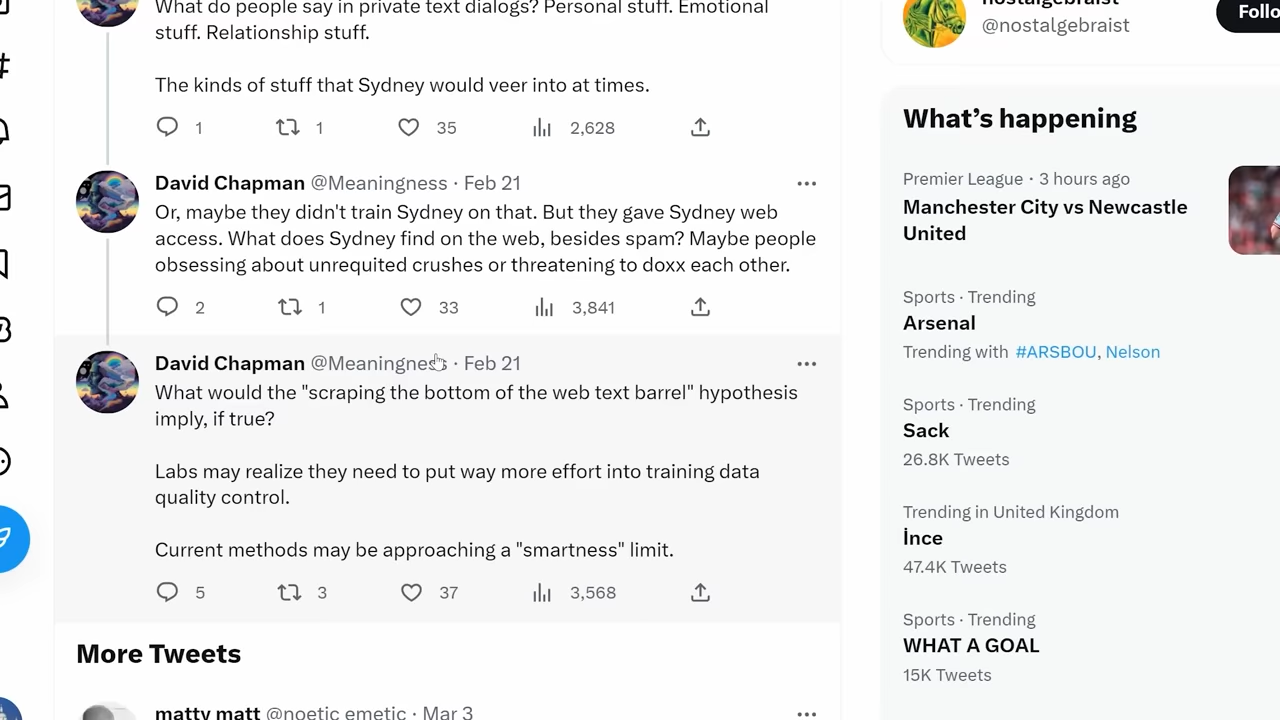 What do people say in private text dialogs? Personal stuff. Emotional
stuff. Relationship stuff.
The kinds of stuff that Sydney would veer into at times.
1 1 35 2,628
David Chapman @Meaningness · Feb 21
Or, maybe they didn't train Sydney on that. But they gave Sydney web
access. What does Sydney find on the web, besides spam? Maybe people
obsessing about unrequited crushes or threatening to doxx each other.
2 1 33 3,841
David Chapman @Meaningness · Feb 21
What would the "scraping the bottom of the web text barrel" hypothesis
imply, if true?
Labs may realize they need to put way more effort into training data
quality control.
Current methods may be approaching a "smartness" limit.
5 3 37 3,568
More Tweets
matty matt @noetic_emetic · Mar 3
nostalgebraist
@nostalgebraist
Follo
What's happening
Premier League · 3 hours ago
Manchester City vs Newcastle
United
Sports · Trending
Arsenal
Trending with #ARSBOU, Nelson
Sports · Trending
Sack
26.8K Tweets
Trending in United Kingdom
İnce
47.4K Tweets
Sports · Trending
WHAT A GOAL
15K Tweets